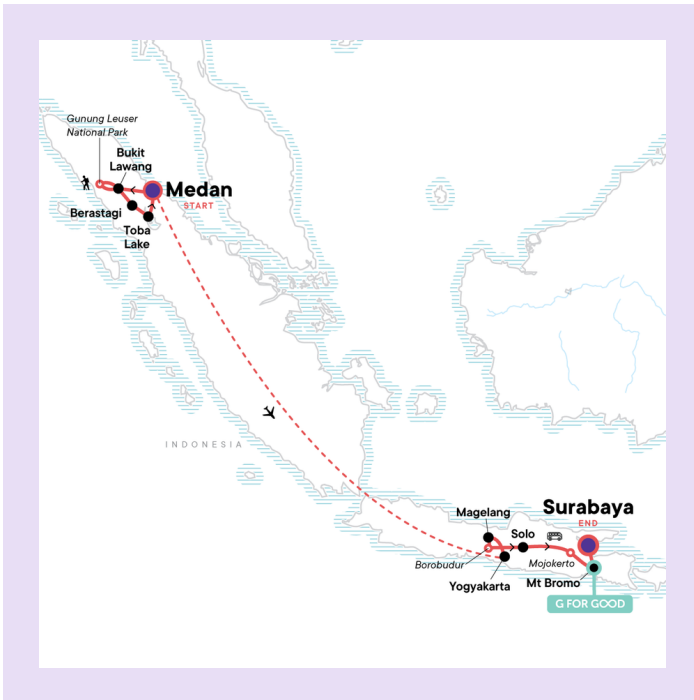 Gunung Leuser
National Park
Bukit
Lawang
Medan
START
Berastagi
Toba
Lake
INDONESIA
Surabaya
END
Magelang
Solo
Borobudur
Mojokerto
Yogyakarta
Mt Bromo
G FOR GOOD